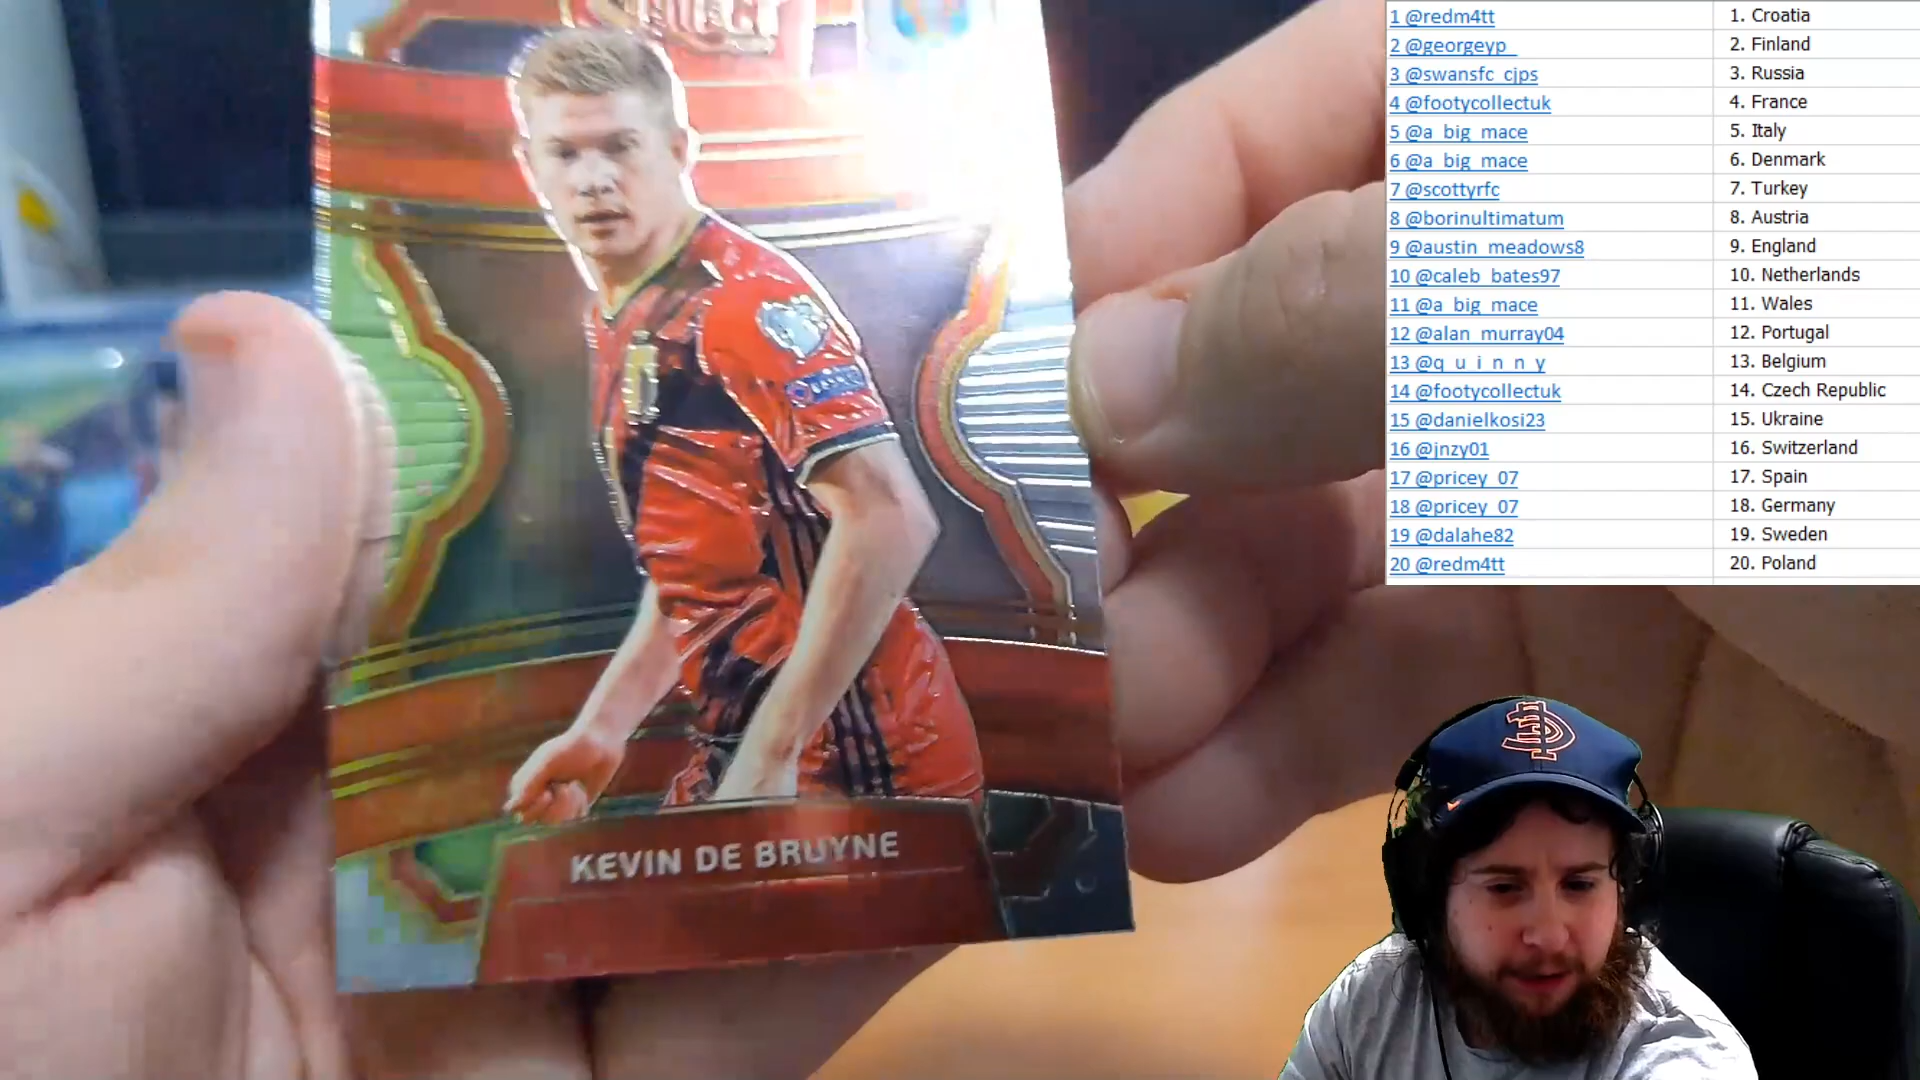 KEVIN DE BRUYNE
1 @redm4tt 1. Croatia
2 @georgeyp_ 2. Finland
3 @swansfc_cjps 3. Russia
4 @footycollectuk 4. France
5 @a_big_mace 5. Italy
6 @a_big_mace 6. Denmark
7 @scottyrfc 7. Turkey
8 @borinultimatum 8. Austria
9 @austin_meadows8 9. England
10 @caleb_bates97 10. Netherlands
11 @a_big_mace 11. Wales
12 @alan_murray04 12. Portugal
13 @q_u_i_n_n_y 13. Belgium
14 @footycollectuk 14. Czech Republic
15 @danielkosi23 15. Ukraine
16 @jnzy01 16. Switzerland
17 @pricey_07 17. Spain
18 @pricey_07 18. Germany
19 @dalahe82 19. Sweden
20 @redm4tt 20. Poland